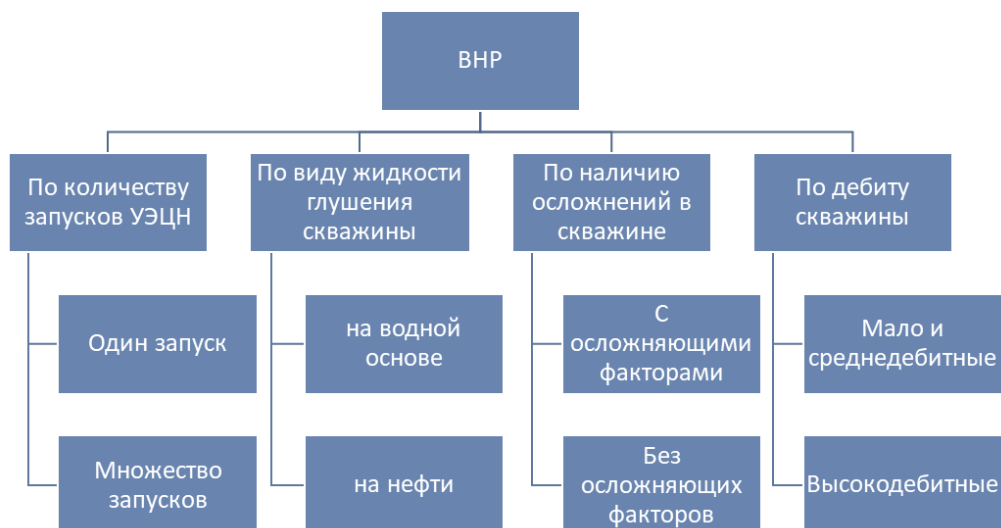 ВНР
По количеству
запусков УЭЦН
По виду жидкости
глушения
скважины
По наличию
осложнений в
скважине
По дебиту
скважины
Один запуск
на водной
основе
С
осложняющими
факторами
Мало и
среднедебитные
Множество
запусков
на нефти
Без
осложняющих
факторов
Высокодебитные